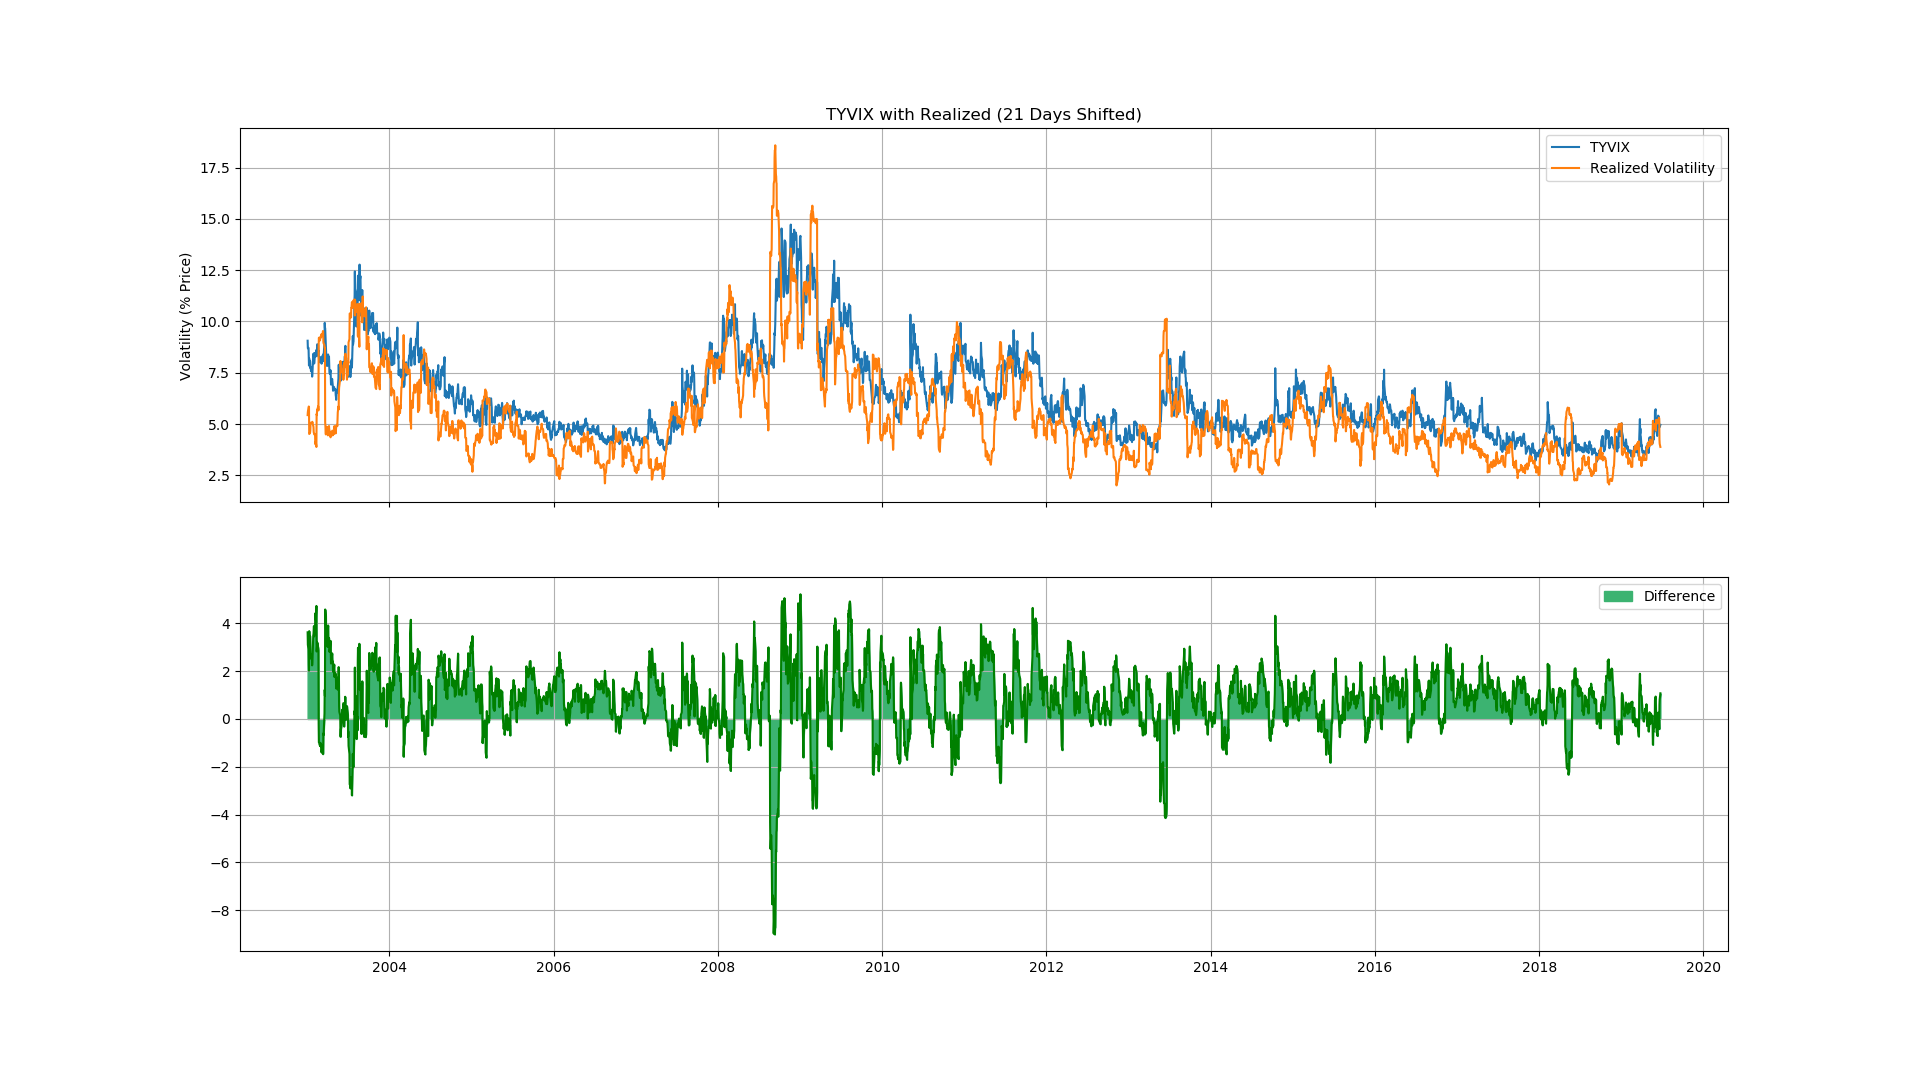 TYVIX with Realized (21 Days Shifted)
TYVIX
Realized Volatility
Volatility (% Price)
17.5
15.0
12.5
10.0
7.5
5.0
2.5
Difference
4
2
0
−2
−4
−6
−8
2004 2006 2008 2010 2012 2014 2016 2018 2020